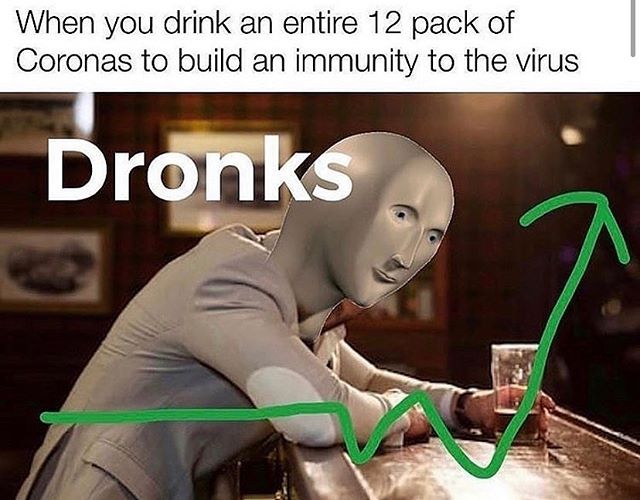 When you drink an entire 12 pack of
Coronas to build an immunity to the virus
Dronks